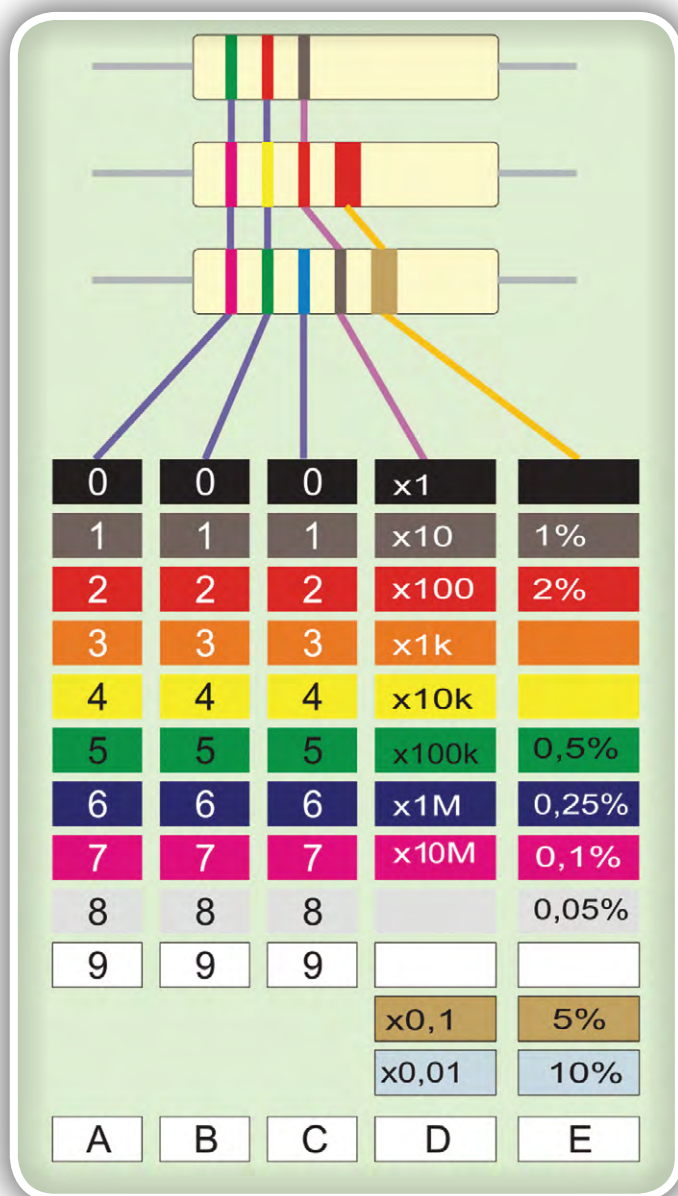 0 0 0 x1
1 1 1 x10 1%
2 2 2 x100 2%
3 3 3 x1k
4 4 4 x10k
5 5 5 x100k 0,5%
6 6 6 x1M 0,25%
7 7 7 x10M 0,1%
8 8 8 0,05%
9 9 9
x0,1 5%
x0,01 10%
A B C D E